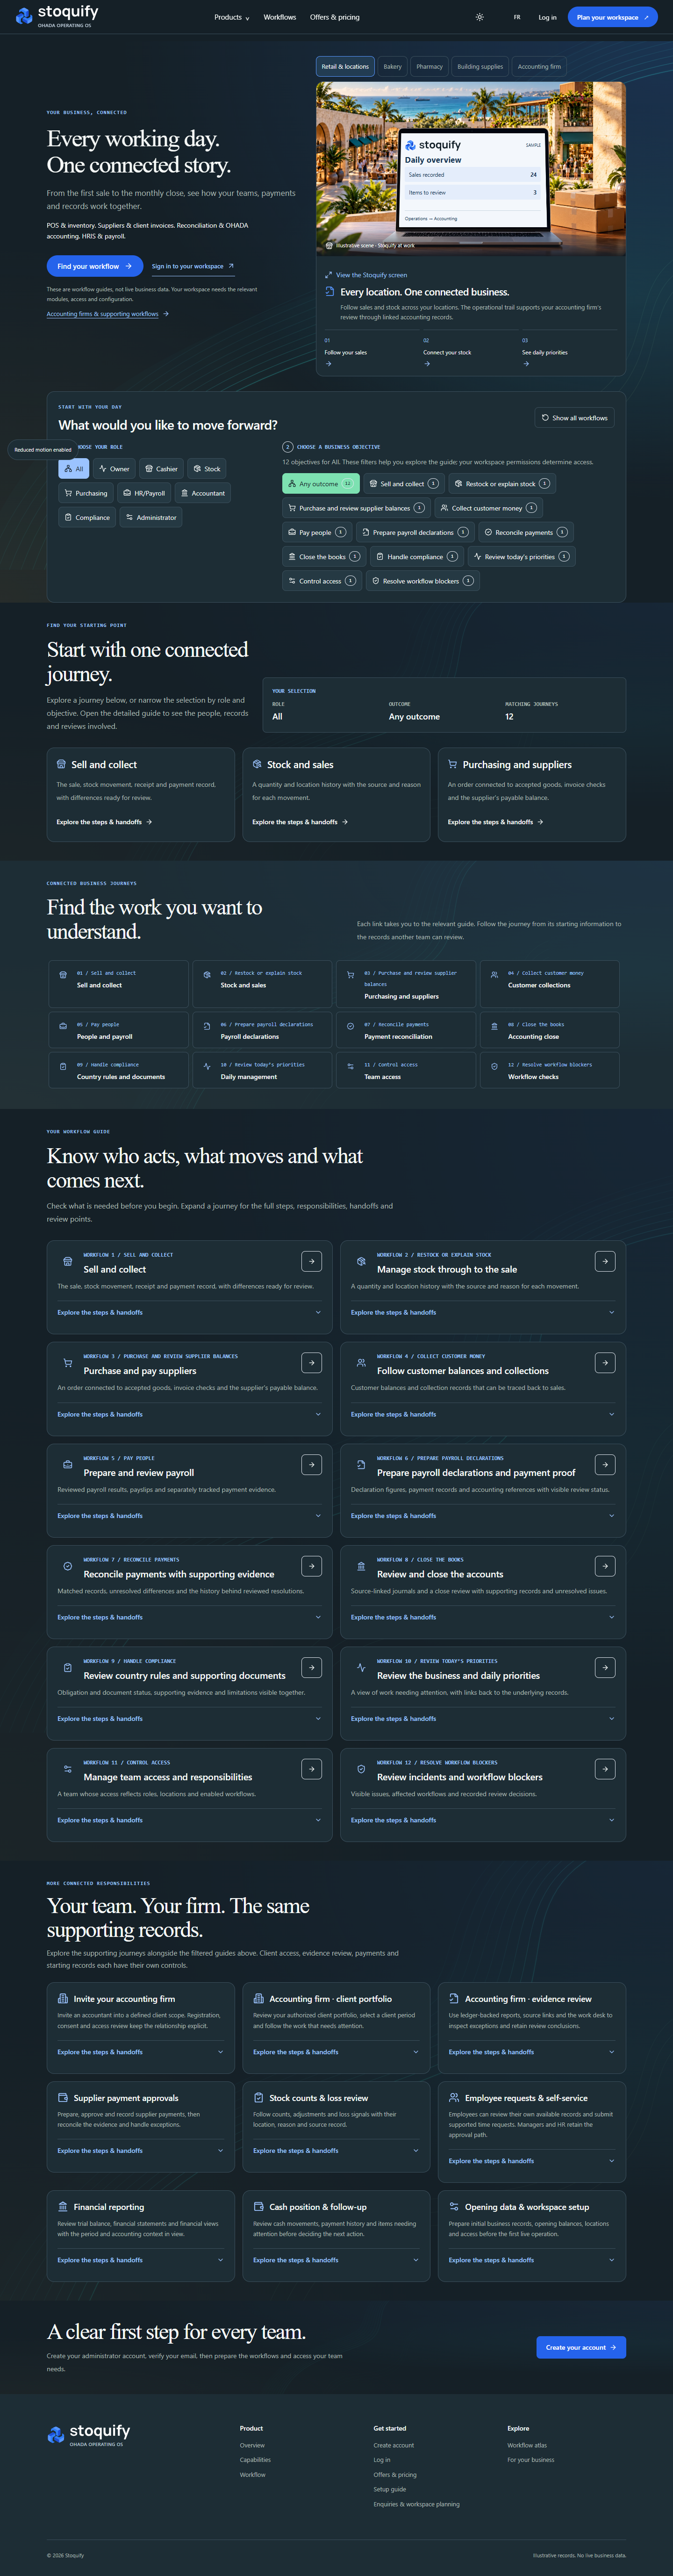 stoquify
OHADA OPERATING OS
Products
Workflows
Offers & pricing
FR
Log in
Plan your workspace
YOUR BUSINESS, CONNECTED
Every working day.
One connected story.
From the first sale to the monthly close, see how your teams, payments
and records work together.
POS & inventory. Suppliers & client invoices. Reconciliation & OHADA
accounting. HRIS & payroll.
Find your workflow
Sign in to your workspace
These are workflow guides, not live business data. Your workspace needs the relevant
modules, access and configuration.
Accounting firms & supporting workflows
Retail & locations
Bakery
Pharmacy
Building supplies
Accounting firm
stoquify
SAMPLE
Daily overview
Sales recorded 24
Items to review 3
Operations → Accounting
Illustrative scene · Stoquify at work
View the Stoquify screen
Every location. One connected business.
Follow sales and stock across your locations. The operational trail supports your accounting firm's
review through linked accounting records.
01
Follow your sales
02
Connect your stock
03
See daily priorities
START WITH YOUR DAY
What would you like to move forward?
Show all workflows
Reduced motion enabled
OOSE YOUR ROLE
All
Owner
Cashier
Stock
Purchasing
HR/Payroll
Accountant
Compliance
Administrator
2 CHOOSE A BUSINESS OBJECTIVE
12 objectives for All. These filters help you explore the guide; your workspace permissions determine access.
Any outcome 12
Sell and collect 1
Restock or explain stock 1
Purchase and review supplier balances 1
Collect customer money 1
Pay people 1
Prepare payroll declarations 1
Reconcile payments 1
Close the books 1
Handle compliance 1
Review today's priorities 1
Control access 1
Resolve workflow blockers 1
FIND YOUR STARTING POINT
Start with one connected
journey.
Explore a journey below, or narrow the selection by role and
objective. Open the detailed guide to see the people, records
and reviews involved.
YOUR SELECTION
ROLE
All
OUTCOME
Any outcome
MATCHING JOURNEYS
12
Sell and collect
The sale, stock movement, receipt and payment record,
with differences ready for review.
Explore the steps & handoffs
Stock and sales
A quantity and location history with the source and reason
for each movement.
Explore the steps & handoffs
Purchasing and suppliers
An order connected to accepted goods, invoice checks
and the supplier's payable balance.
Explore the steps & handoffs
CONNECTED BUSINESS JOURNEYS
Find the work you want to
understand.
Each link takes you to the relevant guide. Follow the journey from its starting information to
the records another team can review.
01 / Sell and collect
Sell and collect
02 / Restock or explain stock
Stock and sales
03 / Purchase and review supplier
balances
Purchasing and suppliers
04 / Collect customer money
Customer collections
05 / Pay people
People and payroll
06 / Prepare payroll declarations
Payroll declarations
07 / Reconcile payments
Payment reconciliation
08 / Close the books
Accounting close
09 / Handle compliance
Country rules and documents
10 / Review today's priorities
Daily management
11 / Control access
Team access
12 / Resolve workflow blockers
Workflow checks
YOUR WORKFLOW GUIDE
Know who acts, what moves and what
comes next.
Check what is needed before you begin. Expand a journey for the full steps, responsibilities, handoffs and
review points.
WORKFLOW 1 / SELL AND COLLECT
Sell and collect
The sale, stock movement, receipt and payment record, with differences ready for review.
Explore the steps & handoffs
WORKFLOW 2 / RESTOCK OR EXPLAIN STOCK
Manage stock through to the sale
A quantity and location history with the source and reason for each movement.
Explore the steps & handoffs
WORKFLOW 3 / PURCHASE AND REVIEW SUPPLIER BALANCES
Purchase and pay suppliers
An order connected to accepted goods, invoice checks and the supplier's payable balance.
Explore the steps & handoffs
WORKFLOW 4 / COLLECT CUSTOMER MONEY
Follow customer balances and collections
Customer balances and collection records that can be traced back to sales.
Explore the steps & handoffs
WORKFLOW 5 / PAY PEOPLE
Prepare and review payroll
Reviewed payroll results, payslips and separately tracked payment evidence.
Explore the steps & handoffs
WORKFLOW 6 / PREPARE PAYROLL DECLARATIONS
Prepare payroll declarations and payment proof
Declaration figures, payment records and accounting references with visible review status.
Explore the steps & handoffs
WORKFLOW 7 / RECONCILE PAYMENTS
Reconcile payments with supporting evidence
Matched records, unresolved differences and the history behind reviewed resolutions.
Explore the steps & handoffs
WORKFLOW 8 / CLOSE THE BOOKS
Review and close the accounts
Source-linked journals and a close review with supporting records and unresolved issues.
Explore the steps & handoffs
WORKFLOW 9 / HANDLE COMPLIANCE
Review country rules and supporting documents
Obligation and document status, supporting evidence and limitations visible together.
Explore the steps & handoffs
WORKFLOW 10 / REVIEW TODAY'S PRIORITIES
Review the business and daily priorities
A view of work needing attention, with links back to the underlying records.
Explore the steps & handoffs
WORKFLOW 11 / CONTROL ACCESS
Manage team access and responsibilities
A team whose access reflects roles, locations and enabled workflows.
Explore the steps & handoffs
WORKFLOW 12 / RESOLVE WORKFLOW BLOCKERS
Review incidents and workflow blockers
Visible issues, affected workflows and recorded review decisions.
Explore the steps & handoffs
MORE CONNECTED RESPONSIBILITIES
Your team. Your firm. The same
supporting records.
Explore the supporting journeys alongside the filtered guides above. Client access, evidence review, payments and
starting records each have their own controls.
Invite your accounting firm
Invite an accountant into a defined client scope. Registration,
consent and access review keep the relationship explicit.
Explore the steps & handoffs
Accounting firm · client portfolio
Review your authorized client portfolio, select a client period
and follow the work that needs attention.
Explore the steps & handoffs
Accounting firm · evidence review
Use ledger-backed reports, source links and the work desk to
inspect exceptions and retain review conclusions.
Explore the steps & handoffs
Supplier payment approvals
Prepare, approve and record supplier payments, then
reconcile the evidence and handle exceptions.
Explore the steps & handoffs
Stock counts & loss review
Follow counts, adjustments and loss signals with their
location, reason and source record.
Explore the steps & handoffs
Employee requests & self-service
Employees can review their own available records and submit
supported time requests. Managers and HR retain the
approval path.
Explore the steps & handoffs
Financial reporting
Review trial balance, financial statements and financial views
with the period and accounting context in view.
Explore the steps & handoffs
Cash position & follow-up
Review cash movements, payment history and items needing
attention before deciding the next action.
Explore the steps & handoffs
Opening data & workspace setup
Prepare initial business records, opening balances, locations
and access before the first live operation.
Explore the steps & handoffs
A clear first step for every team.
Create your administrator account, verify your email, then prepare the workflows and access your team
needs.
Create your account
stoquify
OHADA OPERATING OS
Product
Overview
Capabilities
Workflow
Get started
Create account
Log in
Offers & pricing
Setup guide
Enquiries & workspace planning
Explore
Workflow atlas
For your business
© 2026 Stoquify
Illustrative records. No live business data.